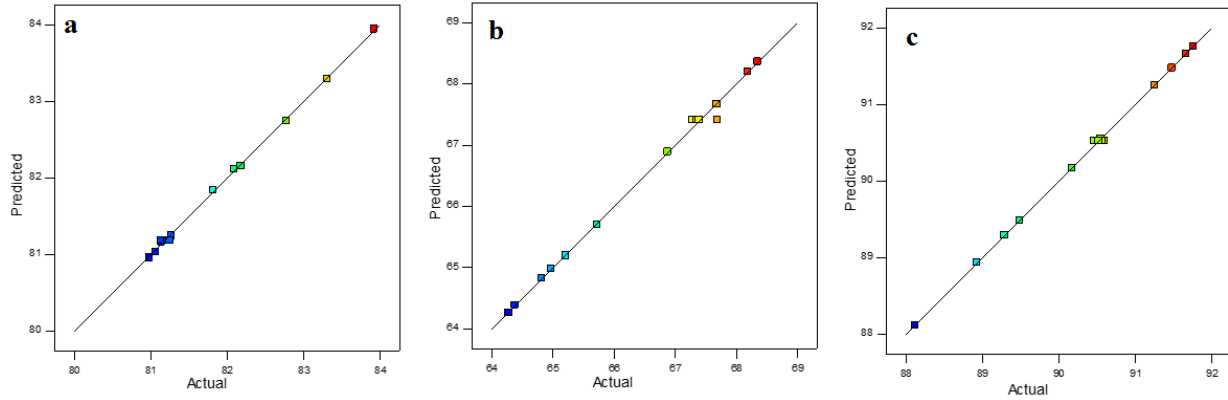 a
84
83
82
81
80
Predicted
80 81 82 83 84
Actual
b
69
68
67
66
65
64
Predicted
64 65 66 67 68 69
Actual
c
92
91
90
89
88
Predicted
88 89 90 91 92
Actual